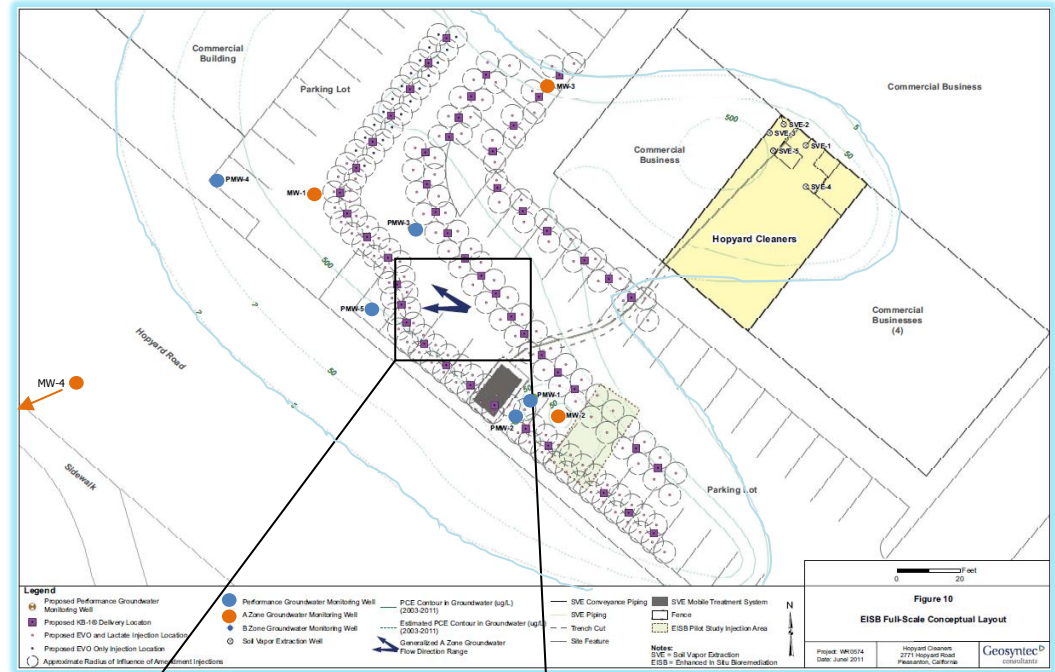 Commercial
Building
Parking Lot
MW-3
Commercial Business
500
5
50
SVE-2
SVE-3
SVE-1
SVE-5
SVE-4
Commercial
Business
PMW-4
MW-1
PMW-3
Hopyard Cleaners
500
PMW-5
Commercial
Businesses
(4)
Hopyard Road
50
5
MW-4
PMW-1
50
MW-2
PMW-2
Sidewalk
Parking Lot
Feet
0 20
Legend
Proposed Performance Groundwater
Monitoring Well
Proposed KB-1® Delivery Location
Proposed EVO and Lactate Injection Location
Proposed EVO Only Injection Location
Approximate Radius of Influence of Amendment Injections
Performance Groundwater Monitoring Well
A Zone Groundwater Monitoring Well
B Zone Groundwater Monitoring Well
Soil Vapor Extraction Well
PCE Contour in Groundwater (ug/L)
(2003-2011)
Estimated PCE Contour in Groundwater (ug/L)
(2003-2011)
Generalized A Zone Groundwater
Flow Direction Range
SVE Conveyance Piping
SVE Piping
Trench Cut
Site Feature
SVE Mobile Treatment System
Fence
EISB Pilot Study Injection Area
Notes:
SVE = Soil Vapor Extraction
EISB = Enhanced In Situ Bioremediation
N
Figure 10
EISB Full-Scale Conceptual Layout
Project: WR0574
Date: JuneI 2011
Hopyard Cleaners
2771 Hopyard Road
Pleasanton, California
Geosyntec
consultants